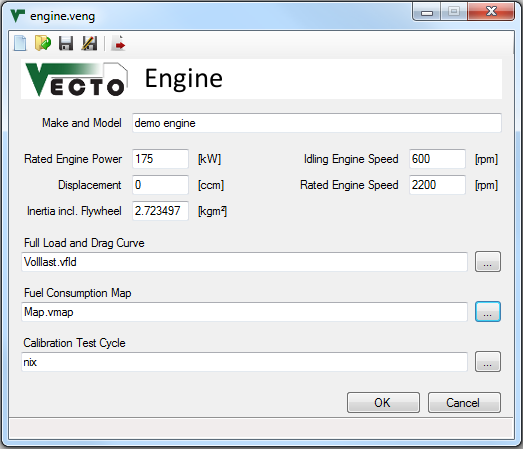 engine.veng
VECTO Engine
Make and Model demo engine
Rated Engine Power 175 [kW] Idling Engine Speed 600 [rpm]
Displacement 0 [ccm] Rated Engine Speed 2200 [rpm]
Inertia incl. Flywheel 2.723497 [kgm²]
Full Load and Drag Curve
Volllast.vfld ...
Fuel Consumption Map
Map.vmap ...
Calibration Test Cycle
nix ...
OK Cancel